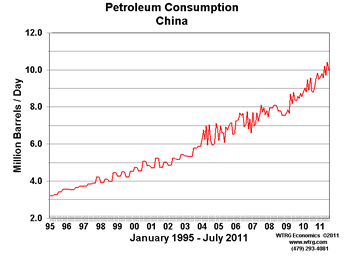 Petroleum Consumption
China
Million Barrels / Day
12.0
10.0
8.0
6.0
4.0
2.0
95 96 97 98 99 00 01 02 03 04 05 06 07 08 09 10 11
January 1995 - July 2011
WTRG Economics ©2011
www.wtrg.com
(479) 293-4081